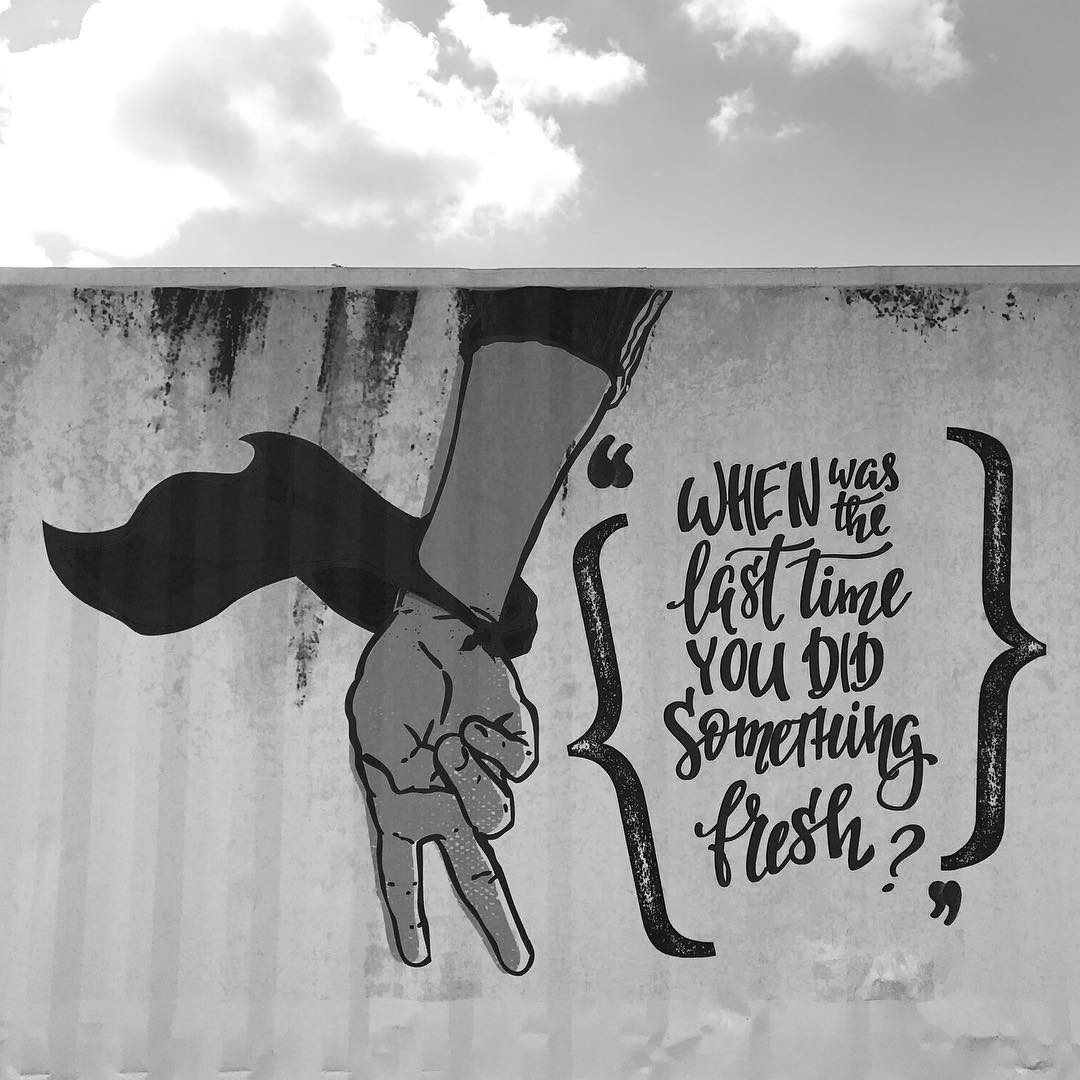 “
WHEN was
the
last time
YOU DID
Something
fresh?
”